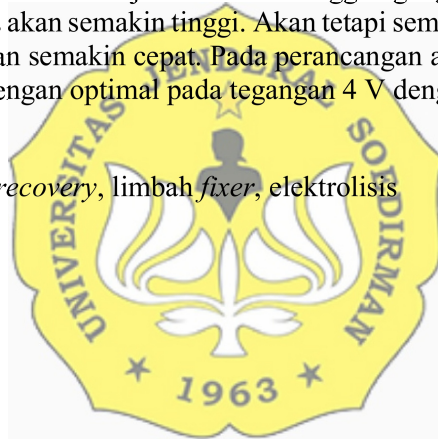 akan semakin tinggi. Akan tetapi sem
an semakin cepat. Pada perancangan a
engan optimal pada tegangan 4 V deng
recovery, limbah fixer, elektrolisis
UNIVERSITAS JENDERAL SOEDIRMAN
1963